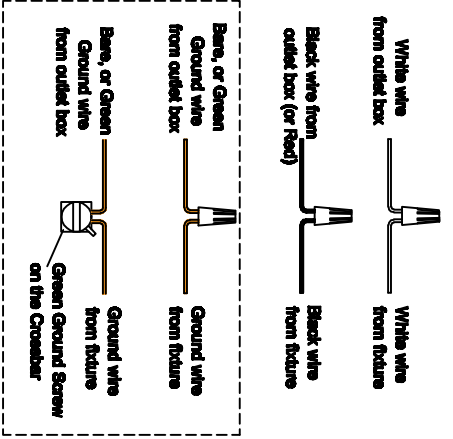 White wire
from outlet box
White wire
from fixture
Black wire from
outlet box (or Red)
Black wire
from fixture
Bare, or Green
Ground wire
from outlet box
Ground wire
from fixture
Bare, or Green
Ground wire
from outlet box
Ground wire
from fixture
Green Ground Screw
on the Crossbar